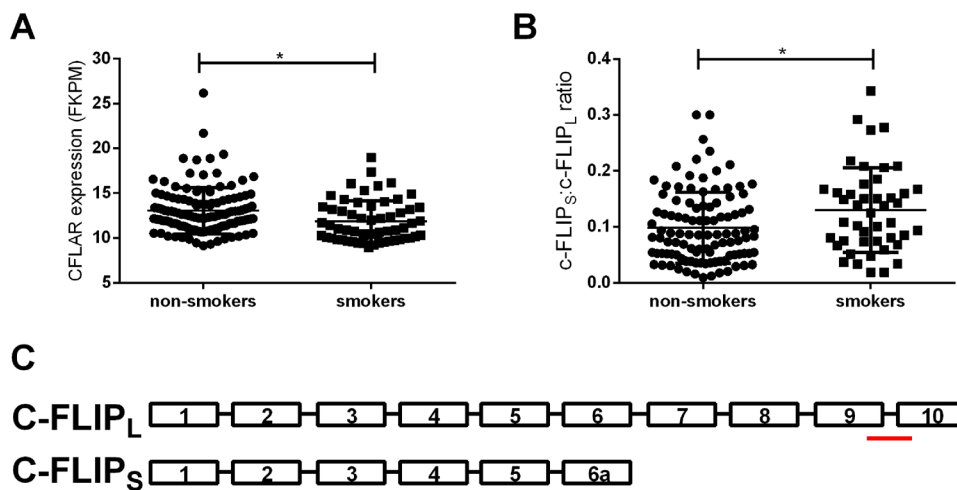 A
CFLAR expression (FKPM)
30
25
20
15
10
5
*
non-smokers
smokers
B
c-FLIPS:c-FLIPL ratio
0.4
0.3
0.2
0.1
0.0
*
non-smokers
smokers
C
C-FLIPL 1 2 3 4 5 6 7 8 9 10
C-FLIPS 1 2 3 4 5 6a